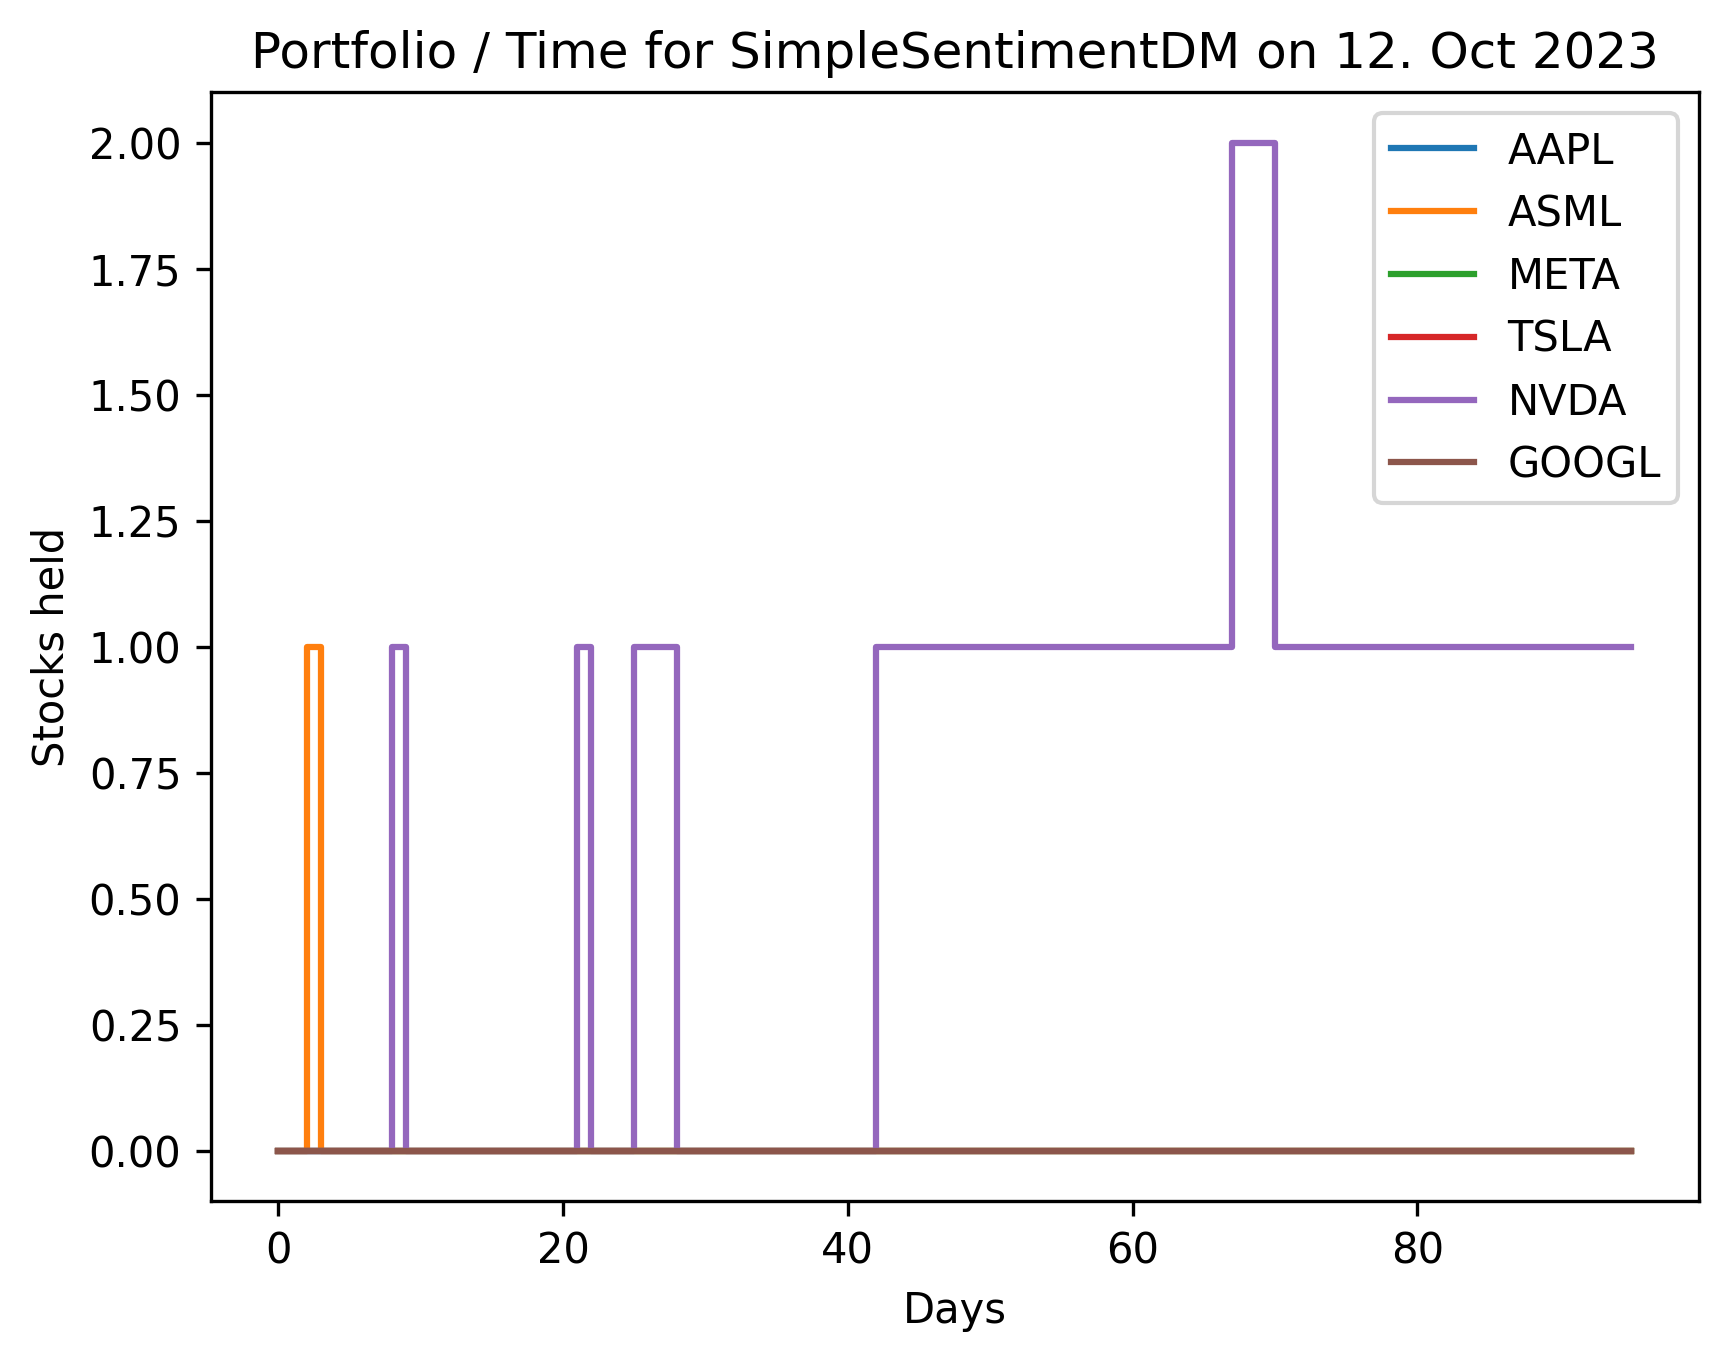 Portfolio / Time for SimpleSentimentDM on 12. Oct 2023
2.00
1.75
1.50
1.25
1.00
0.75
0.50
0.25
0.00
Stocks held
AAPL
ASML
META
TSLA
NVDA
GOOGL
0 20 40 60 80
Days